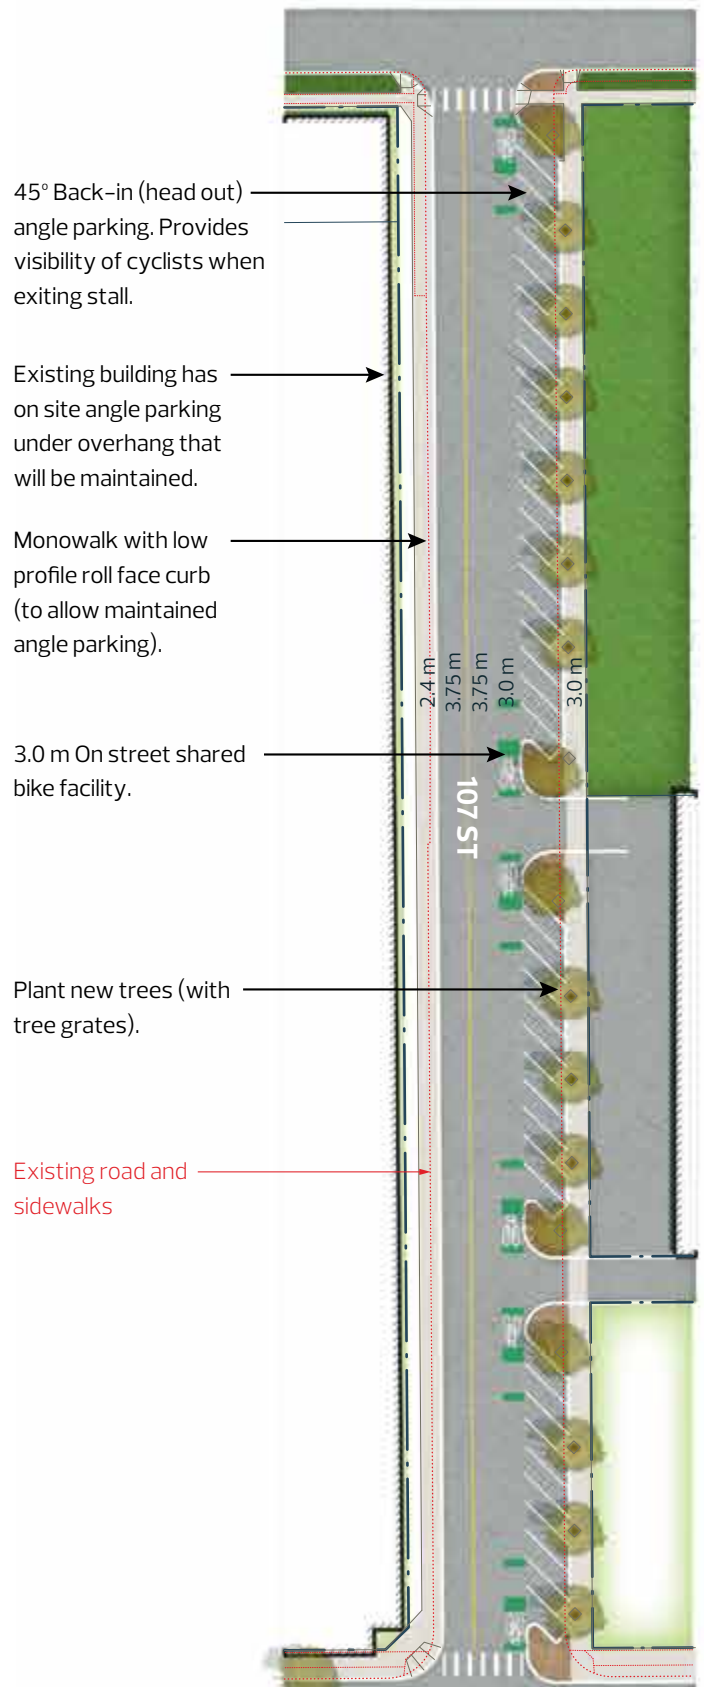 45° Back-in (head out)
angle parking. Provides
visibility of cyclists when
exiting stall.
Existing building has
on site angle parking
under overhang that
will be maintained.
Monowalk with low
profile roll face curb
(to allow maintained
angle parking).
2.4 m
3.75 m
3.75 m
3.0 m
3.0 m
3.0 m On street shared
bike facility.
107 ST
Plant new trees (with
tree grates).
Existing road and
sidewalks